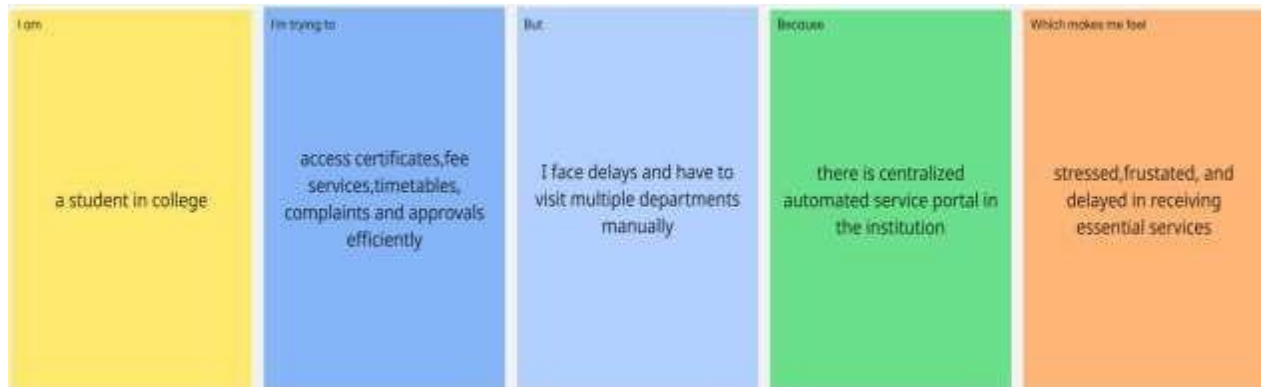 I am
a student in college
I'm trying to
access certificates,fee
services,timetables,
complaints and approvals
efficiently
But
I face delays and have to
visit multiple departments
manually
Because
there is centralized
automated service portal in
the institution
Which makes me feel
stressed,frustated, and
delayed in receiving
essential services